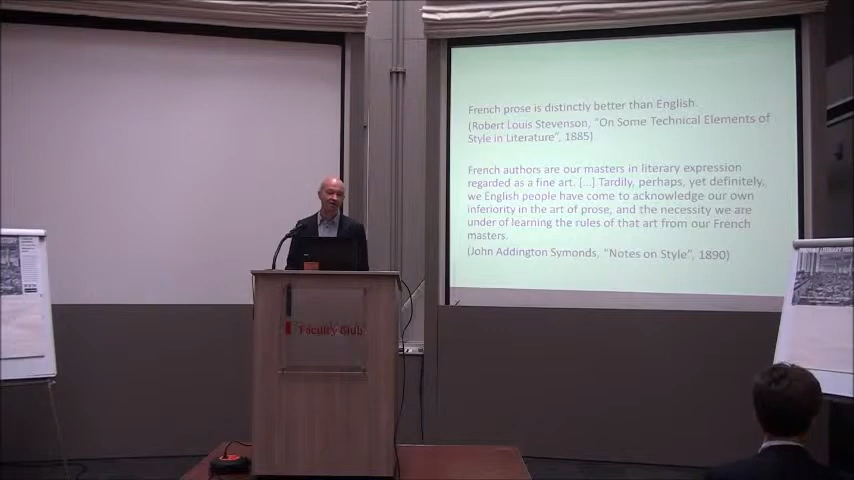 French prose is distinctly better than English.
(Robert Louis Stevenson, "On Some Technical Elements of
Style in Literature", 1885)
French authors are our masters in literary expression
regarded as a fine art. [...] Tardily, perhaps, yet definitely,
we English people have come to acknowledge our own
inferiority in the art of prose, and the necessity we are
under of learning the rules of that art from our French
masters.
(John Addington Symonds, "Notes on Style", 1890)
Faculty Club